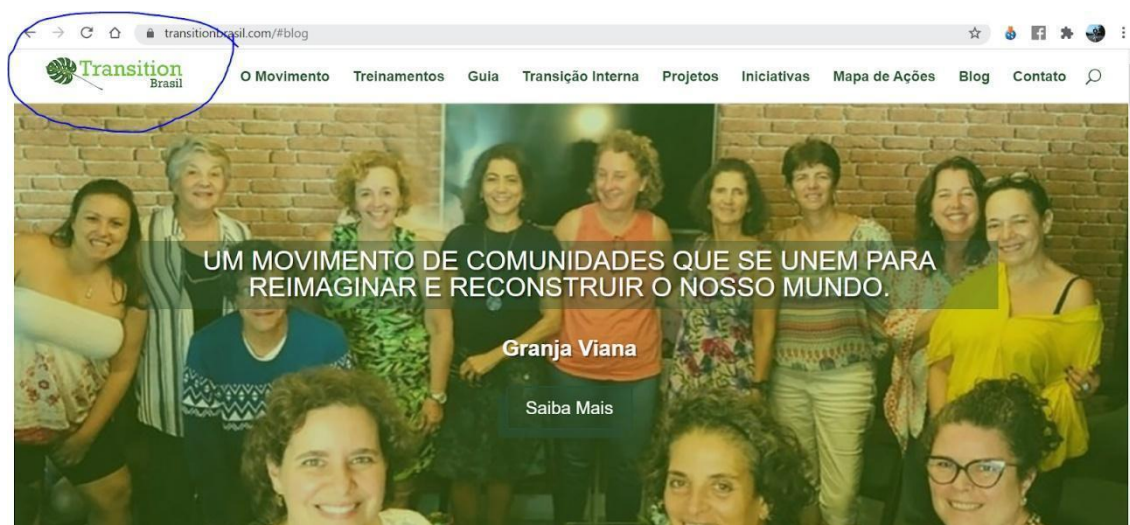 transitionbrasil.com/#blog
Transition
Brasil
O Movimento Treinamentos Guia Transição Interna Projetos Iniciativas Mapa de Ações Blog Contato
UM MOVIMENTO DE COMUNIDADES QUE SE UNEM PARA
REIMAGINAR E RECONSTRUIR O NOSSO MUNDO.
Granja Viana
Saiba Mais